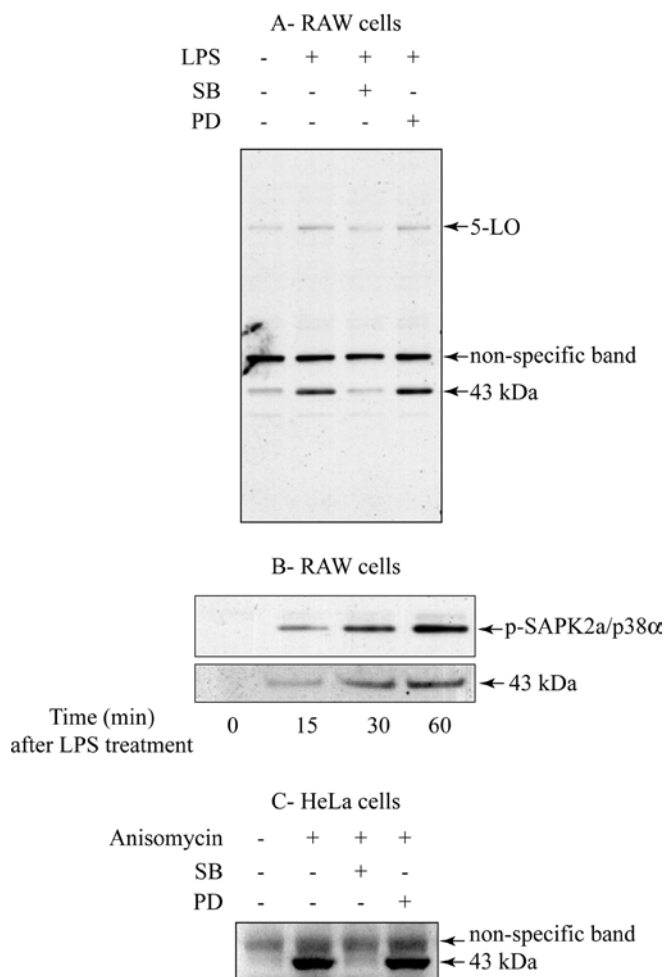 A- RAW cells
LPS - + + +
SB - - + -
PD - - - +
5-LO
non-specific band
43 kDa
B- RAW cells
p-SAPK2a/p38α
43 kDa
Time (min) 0 15 30 60
after LPS treatment
C- HeLa cells
Anisomycin - + + +
SB - - + -
PD - - - +
non-specific band
43 kDa